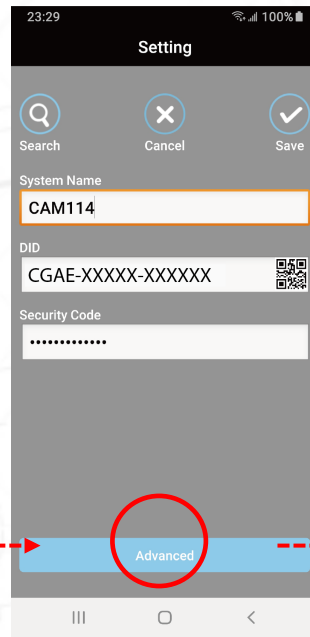 23:29 100%
Setting
Search Cancel Save
System Name
CAM114
DID
CGAE-XXXXX-XXXXXX
Security Code
•••••••••••••
Advanced